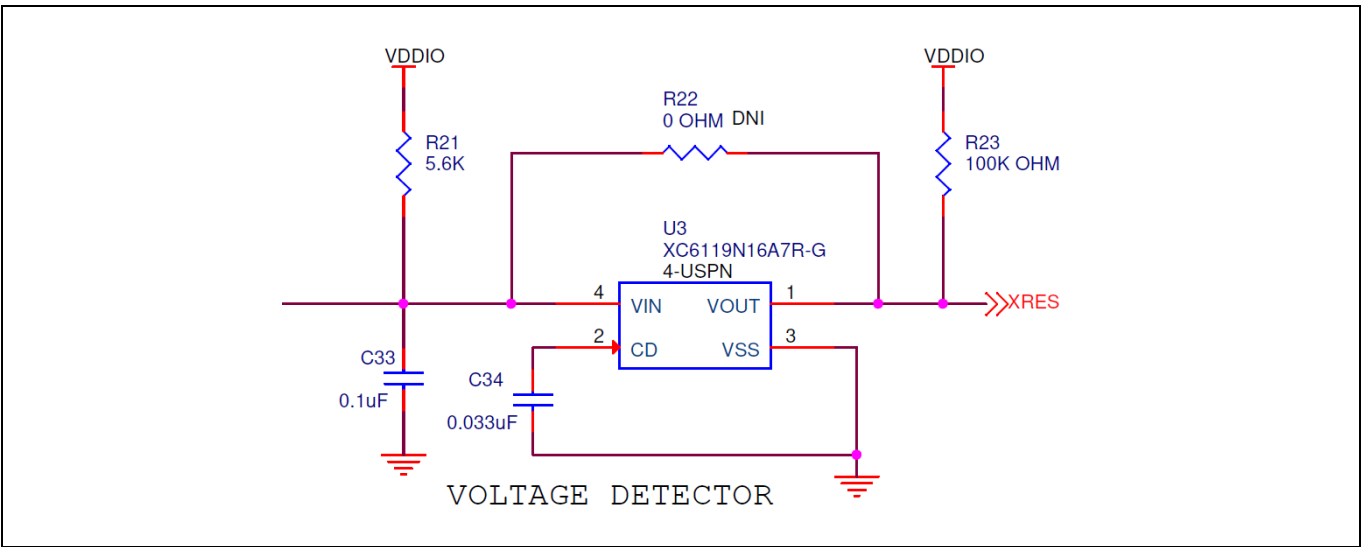 VDDIO
VDDIO
R22
0 OHM DNI
R21
5.6K
R23
100K OHM
U3
XC6119N16A7R-G
4-USPN
4
VIN
VOUT
1
XRES
2
CD
VSS
3
C33
0.1uF
C34
0.033uF
VOLTAGE DETECTOR